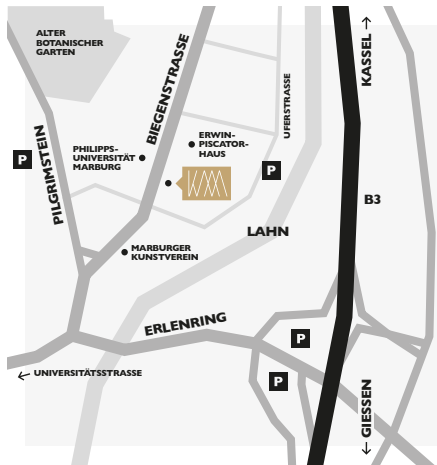 ALTER
BOTANISCHER
GARTEN
BIEGENSTRASSE
KASSEL →
UFERSTRASSE
ERWIN-
PISCATOR-
HAUS
P
PHILIPPS-
UNIVERSITÄT
MARBURG
PILGRIMSTEIN
P
B3
LAHN
MARBURGER
KUNSTVEREIN
ERLENRING
P
← UNIVERSITÄTSSTRASSE
P
← GIESSEN